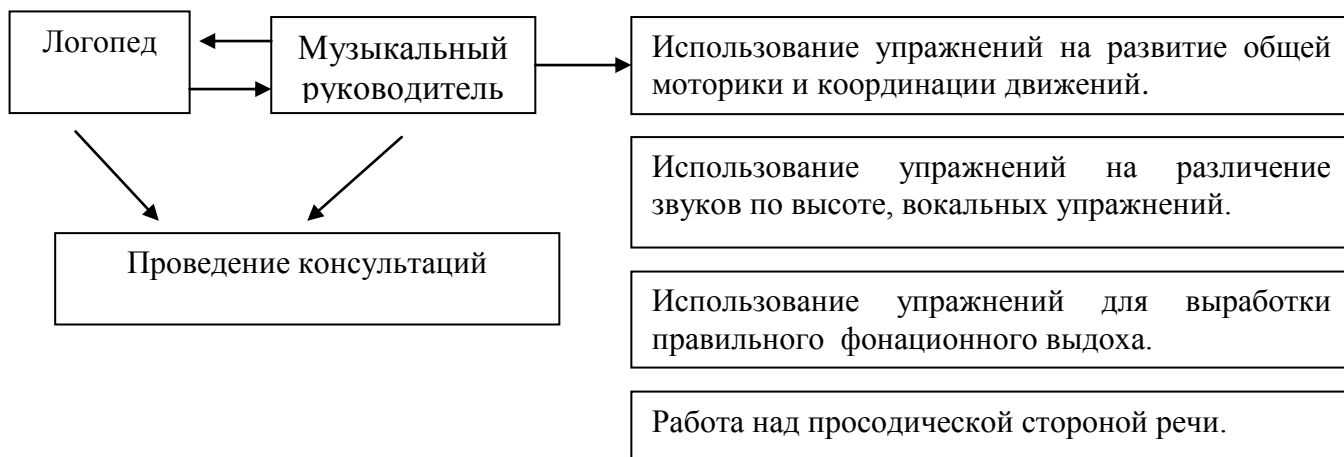 Логопед
Музыкальный
руководитель
Использование упражнений на развитие общей
моторики и координации движений.
Использование упражнений на различение
звуков по высоте, вокальных упражнений.
Проведение консультаций
Использование упражнений для выработки
правильного фонационного выдоха.
Работа над просодической стороной речи.